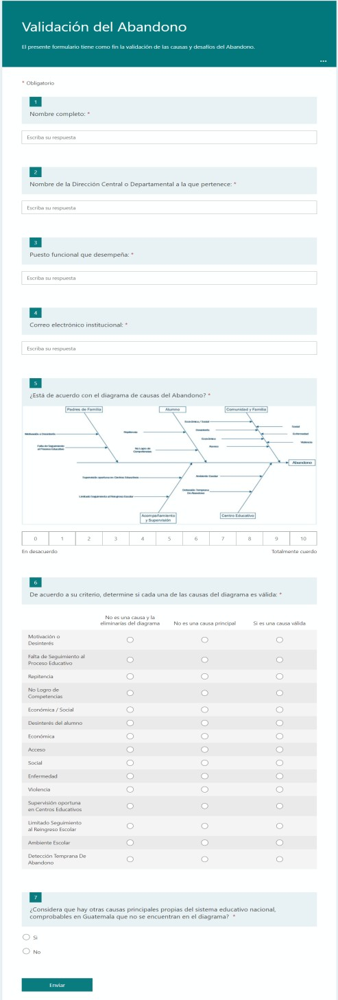 Validación del Abandono
El presente formulario tiene como fin la validación de las causas y desafíos del Abandono.
...
* Obligatorio
1
Nombre completo: *
Escriba su respuesta
2
Nombre de la Dirección Central o Departamental a la que pertenece: *
Escriba su respuesta
3
Puesto funcional que desempeña: *
Escriba su respuesta
4
Correo electrónico institucional: *
Escriba su respuesta
5
¿Está de acuerdo con el diagrama de causas del Abandono? *
Padres de Familia
Alumno
Comunidad y Familia
Motivación o Desinterés
Falta de Seguimiento
al Proceso Educativo
Repitencia
No Logro de
Competencias
Económica / Social
Desinterés
Económica
Acceso
Social
Enfermedad
Violencia
Abandono
Supervisión oportuna en Centros Educativos
Limitado Seguimiento al Reingreso Escolar
Ambiente Escolar
Detección Temprana
De Abandono
Acompañamiento
y Supervisión
Centro Educativo
0 1 2 3 4 5 6 7 8 9 10
En desacuerdo Totalmente cuerdo
6
De acuerdo a su criterio, determine si cada una de las causas del diagrama es válida: *
No es una causa y la
eliminarías del diagrama
No es una causa principal
Si es una causa válida
Motivación o
Desinterés
Falta de Seguimiento al
Proceso Educativo
Repitencia
No Logro de
Competencias
Económica / Social
Desinterés del alumno
Económica
Acceso
Social
Enfermedad
Violencia
Supervisión oportuna
en Centros Educativos
Limitado Seguimiento
al Reingreso Escolar
Ambiente Escolar
Detección Temprana De
Abandono
7
¿Considera que hay otras causas principales propias del sistema educativo nacional,
comprobables en Guatemala que no se encuentran en el diagrama? *
Si
No
Enviar